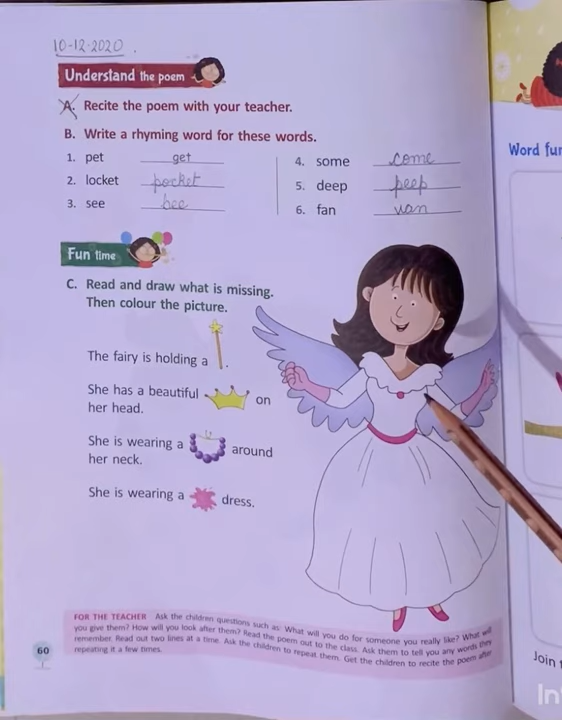 10-12-2020
Understand the poem
A. Recite the poem with your teacher.
B. Write a rhyming word for these words.
1. pet get
2. locket pocket
3. see bee
4. some come
5. deep peep
6. fan van
Fun time
C. Read and draw what is missing.
Then colour the picture.
The fairy is holding a .
She has a beautiful on
her head.
She is wearing a around
her neck.
She is wearing a dress.
FOR THE TEACHER Ask the children questions such as: What will you do for someone you really like? What will
you give them? How will you look after them? Read the poem out to the class. Ask them to tell you any words they
remember. Read out two lines at a time. Ask the children to repeat them. Get the children to recite the poem after
repeating it a few times.
60
Word fun
Join
In